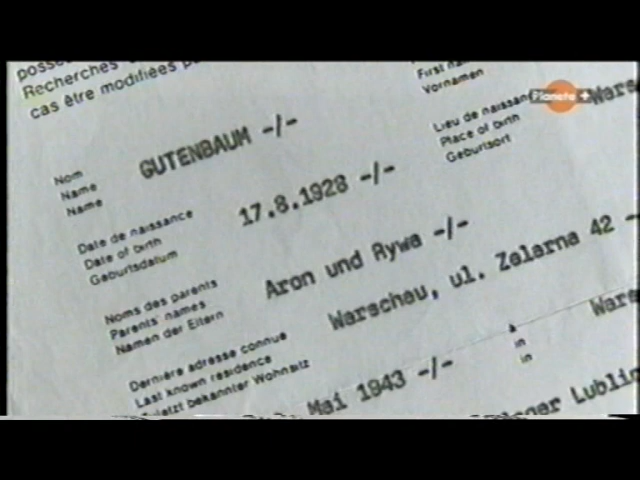 Recherches
cas être modifiées
First
Vornamen
Planete +
Nom
Name
Name
GUTENBAUM -/-
Lieu de naissance
Place of birth
Geburtsort
Date de naissance
Date of birth
Geburtsdatum
17.8.1928 -/-
Noms des parents
Parents' names
Namen der Eltern
Aron und Rywa -/-
Dernière adresse connue
Last known residence
Zuletzt bekannter Wohnsitz
Warschau, ul. Zelarna 42 -
in
in
Mai 1943 -/-